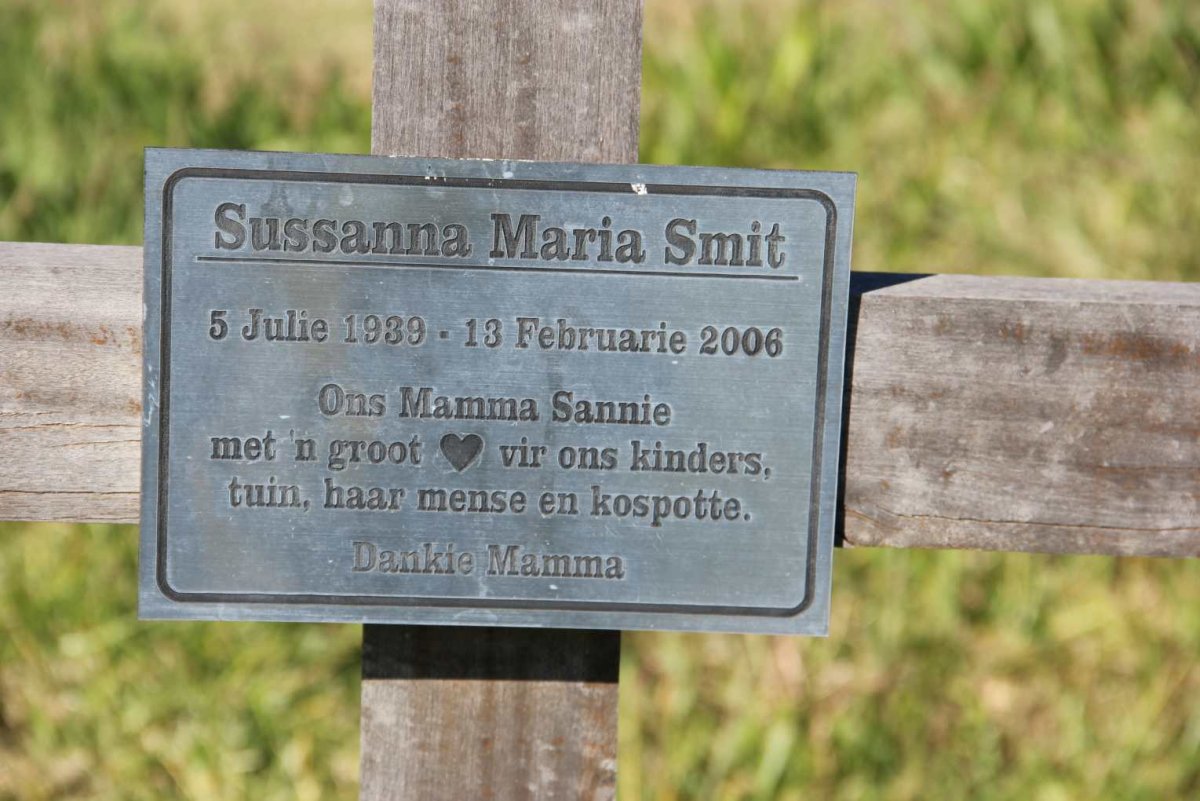 Sussanna Maria Smit
5 Julie 1939 - 13 Februarie 2006
Ons Mamma Sannie
met 'n groot ♥ vir ons kinders,
tuin, haar mense en kospotte.
Dankie Mamma